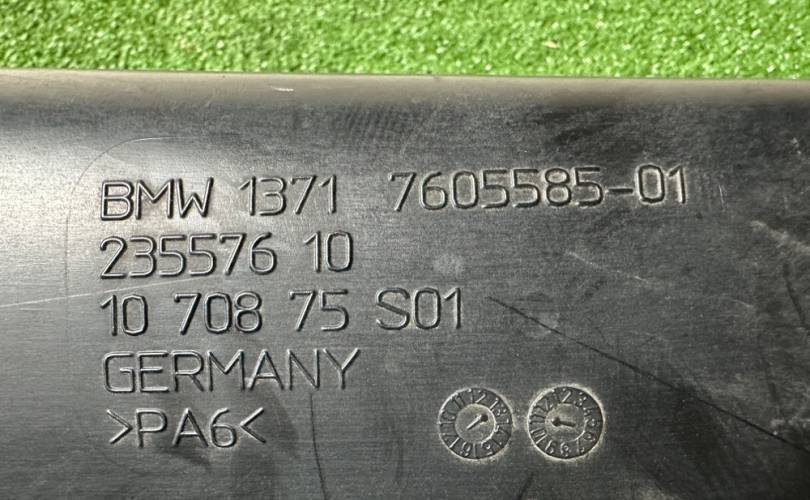 BMW 1371 7605585-01
235576 10
10 708 75 S01
GERMANY
>PA6<